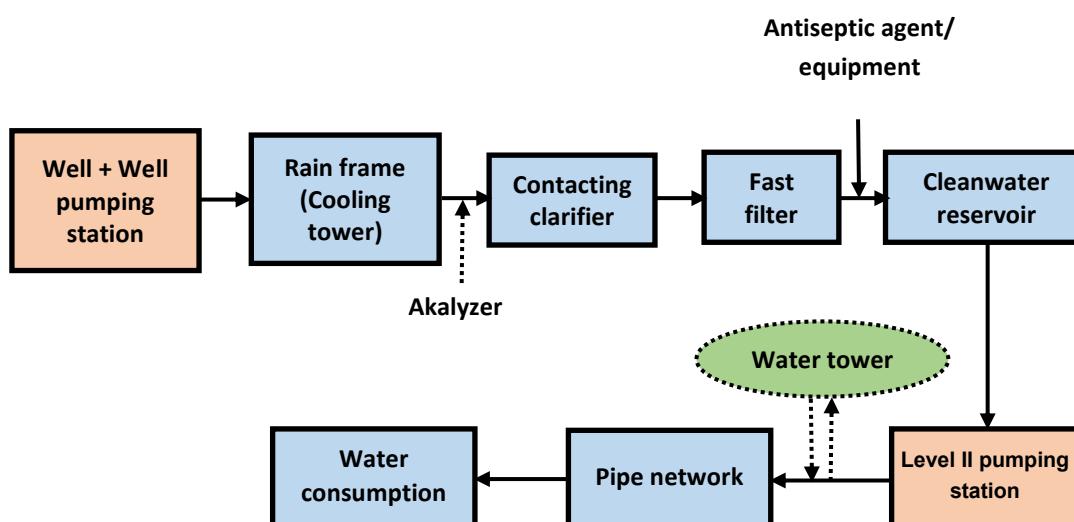 Antiseptic agent/
equipment
Well + Well
pumping
station
Rain frame
(Cooling
tower)
Contacting
clarifier
Fast
filter
Cleanwater
reservoir
Akalyzer
Water tower
Water
consumption
Pipe network
Level II pumping
station